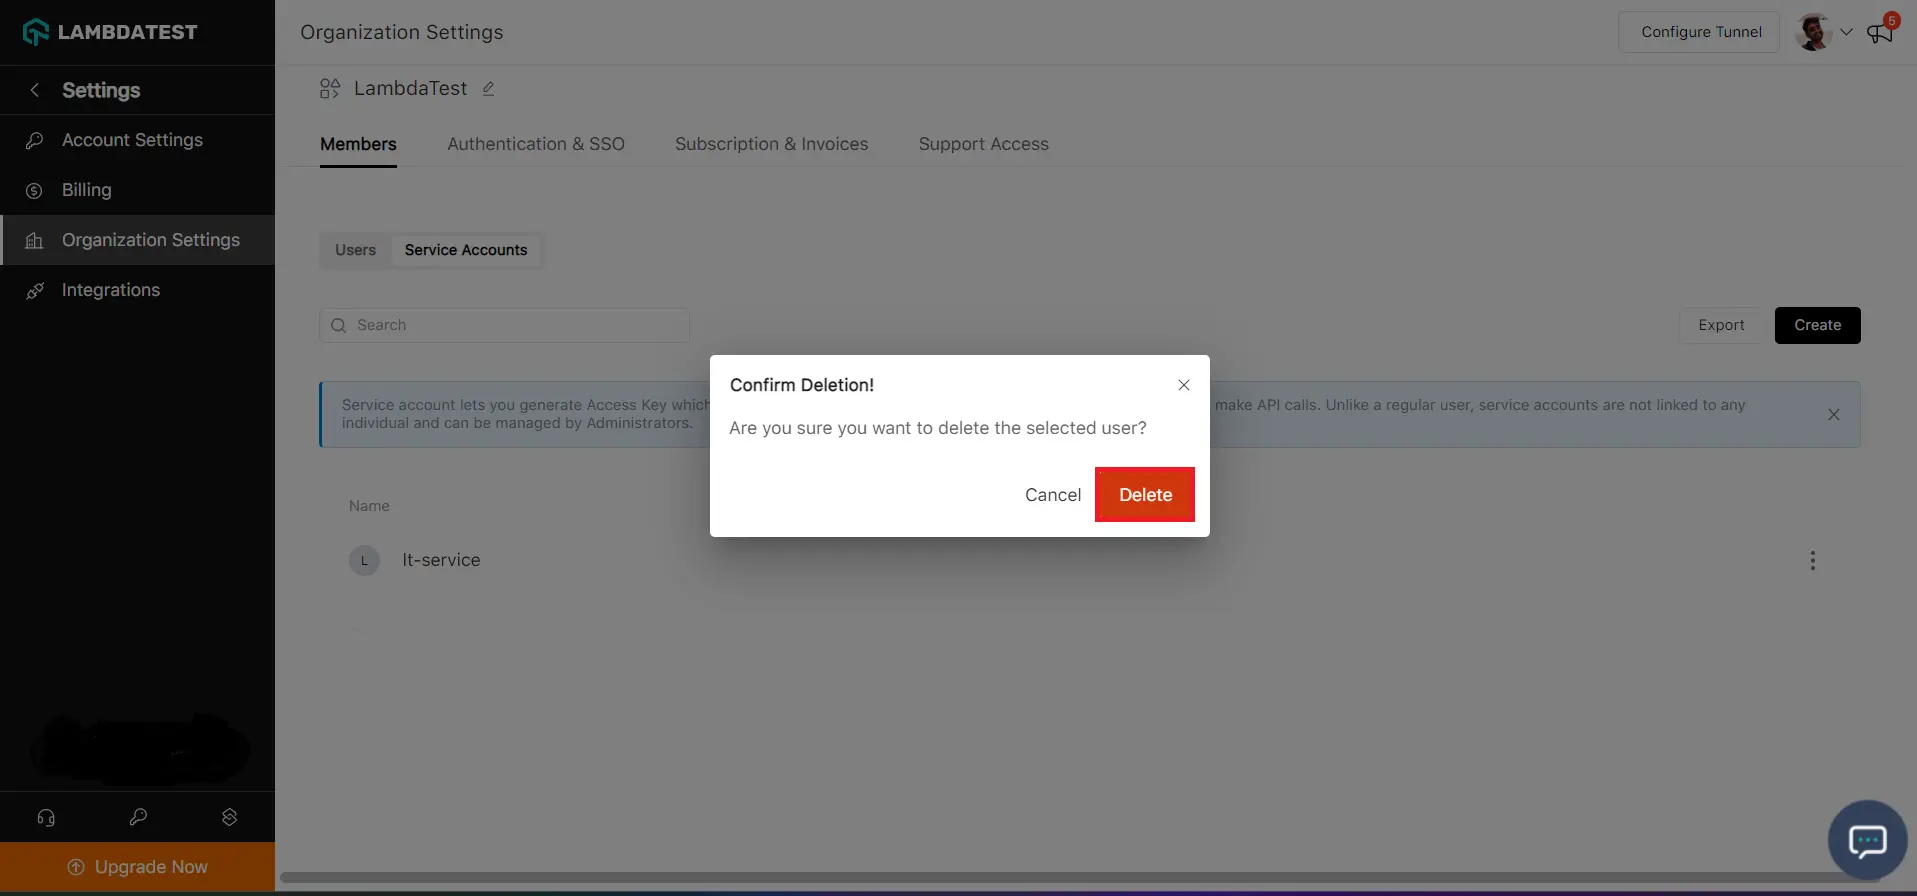 LAMBDATEST
Organization Settings
Configure Tunnel
5
Settings
LambdaTest
Account Settings
Members
Authentication & SSO
Subscription & Invoices
Support Access
Billing
Organization Settings
Users
Service Accounts
Integrations
Search
Export
Create
Confirm Deletion!
Service account lets you generate Access Key which
make API calls. Unlike a regular user, service accounts are not linked to any
individual and can be managed by Administrators.
Are you sure you want to delete the selected user?
Cancel
Delete
Name
L
lt-service
Upgrade Now